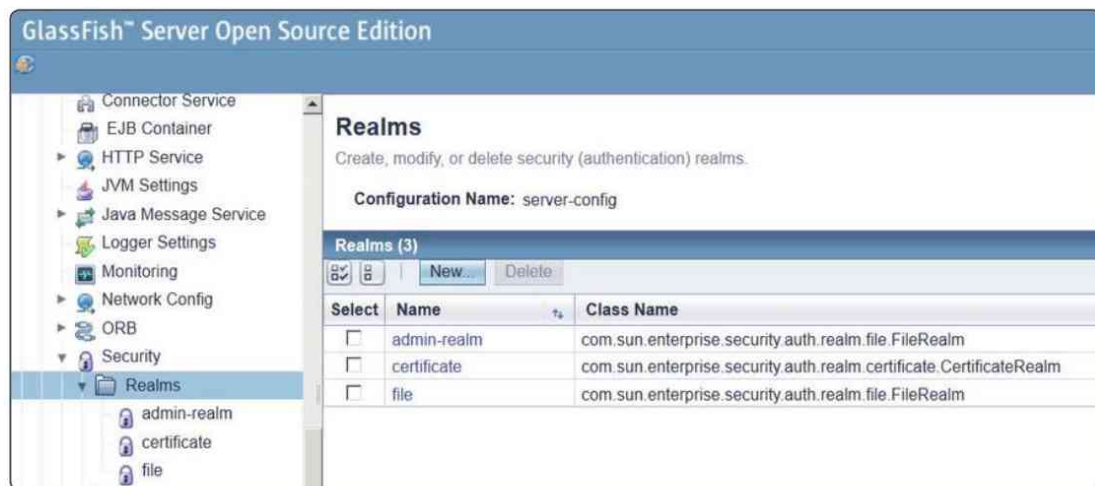 GlassFish™ Server Open Source Edition
Connector Service
EJB Container
HTTP Service
JVM Settings
Java Message Service
Logger Settings
Monitoring
Network Config
ORB
Security
Realms
admin-realm
certificate
file
Realms
Create, modify, or delete security (authentication) realms.
Configuration Name: server-config
Realms (3)
New... Delete
Select Name Class Name
admin-realm com.sun.enterprise.security.auth.realm.file.FileRealm
certificate com.sun.enterprise.security.auth.realm.certificate.CertificateRealm
file com.sun.enterprise.security.auth.realm.file.FileRealm